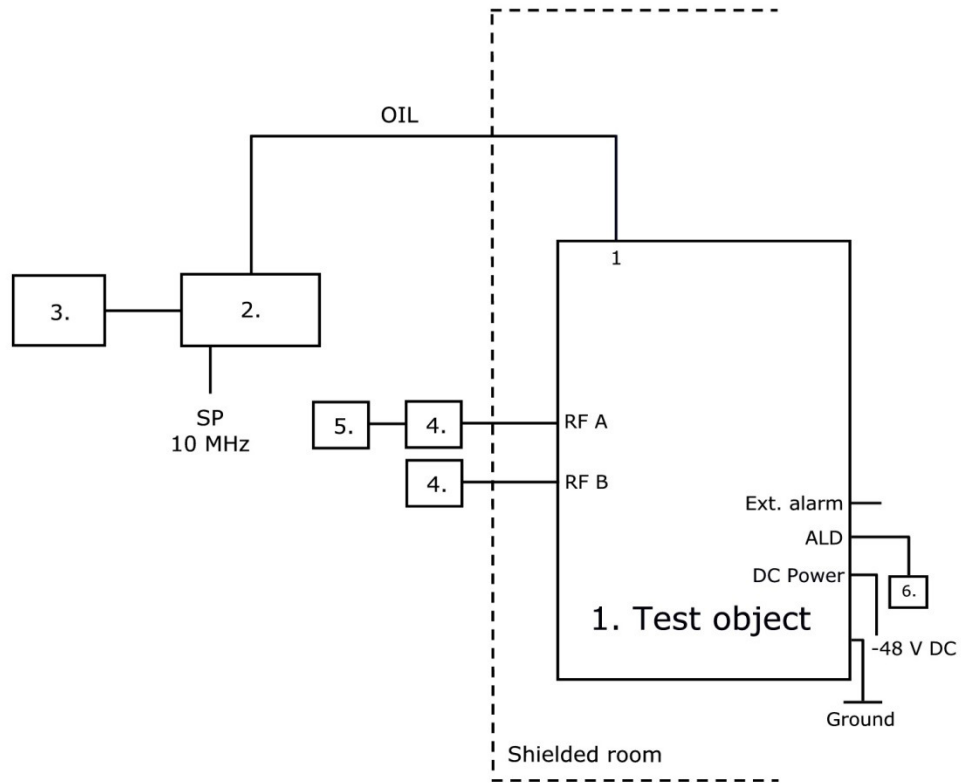 OIL
1
3.
2.
SP
10 MHz
5.
4.
RF A
4.
RF B
Ext. alarm
ALD
DC Power
6.
1. Test object
-48 V DC
Ground
Shielded room